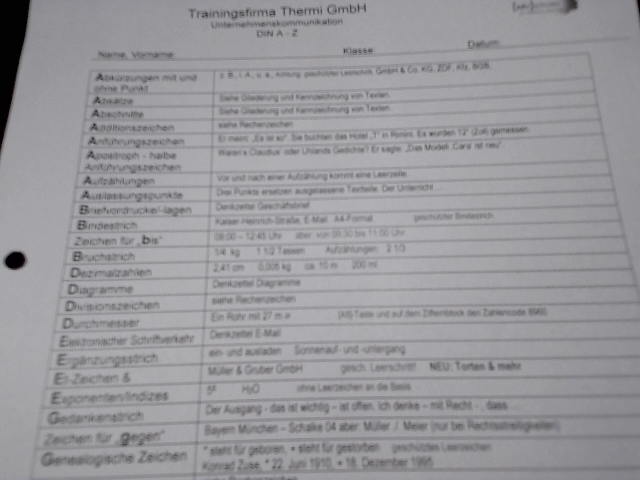 Trainingsfirma Thermi GmbH
Unternehmenskommunikation
DIN A - Z
Name, Vorname: Klasse: Datum:
Abkürzungen mit und ohne Punkt z. B., i. A., u. a., Achtung: geschützter Leerschritt, GmbH & Co. KG, ZDF, Kfz, BGB,
Absätze Siehe Gliederung und Kennzeichnung von Texten.
Abschnitte Siehe Gliederung und Kennzeichnung von Texten.
Additionszeichen siehe Rechenzeichen
Anführungszeichen Er meint: „Es ist so“. Sie buchten das Hotel „T“ in Rimini. Es wurden 12" (Zoll) gemessen.
Apostroph - halbe Anführungszeichen Waren's Claudius' oder Uhlands Gedichte? Er sagte: „Das Modell ‚Cara‘ ist neu“.
Aufzählungen Vor und nach einer Aufzählung kommt eine Leerzeile.
Auslassungspunkte Drei Punkte ersetzen ausgelassene Textteile. Der Unterricht ...
Briefvordrucke/-lagen Denkzettel Geschäftsbrief
Bindestrich Kaiser-Heinrich-Straße, E-Mail A4-Format geschützter Bindestrich
Zeichen für „bis“ 08:00 – 12:45 Uhr aber: von 09:30 bis 11:00 Uhr
Bruchstrich 1/4 kg 1 1/2 Tassen Aufzählungen: 2 1/3
Dezimalzahlen 2,41 cm 0,005 kg ca. 10 m 200 ml
Diagramme Denkzettel Diagramme
Divisionszeichen siehe Rechenzeichen
Durchmesser Ein Rohr mit 27 m ø (Alt)-Taste und auf dem Ziffernblock den Zahlencode
Elektronischer Schriftverkehr Denkzettel E-Mail
Ergänzungsstrich ein- und ausladen Sonnenauf- und -untergang
Et-Zeichen & Müller & Gruber GmbH gesch. Leerschritt! NEU: Torten & mehr
Exponenten/Indizes H₂O ohne Leerzeichen an die Basis
Gedankenstrich Der Ausgang - das ist wichtig – ist offen. Ich denke – mit Recht - , dass ...
Zeichen für „gegen“ Bayern München – Schalke 04 aber: Müller ./. Meier (nur bei Rechtsstreitigkeiten)
Genealogische Zeichen * steht für geboren, + steht für gestorben geschütztes Leerzeichen
Konrad Zuse, * 22. Juni 1910, + 18. Dezember 1995